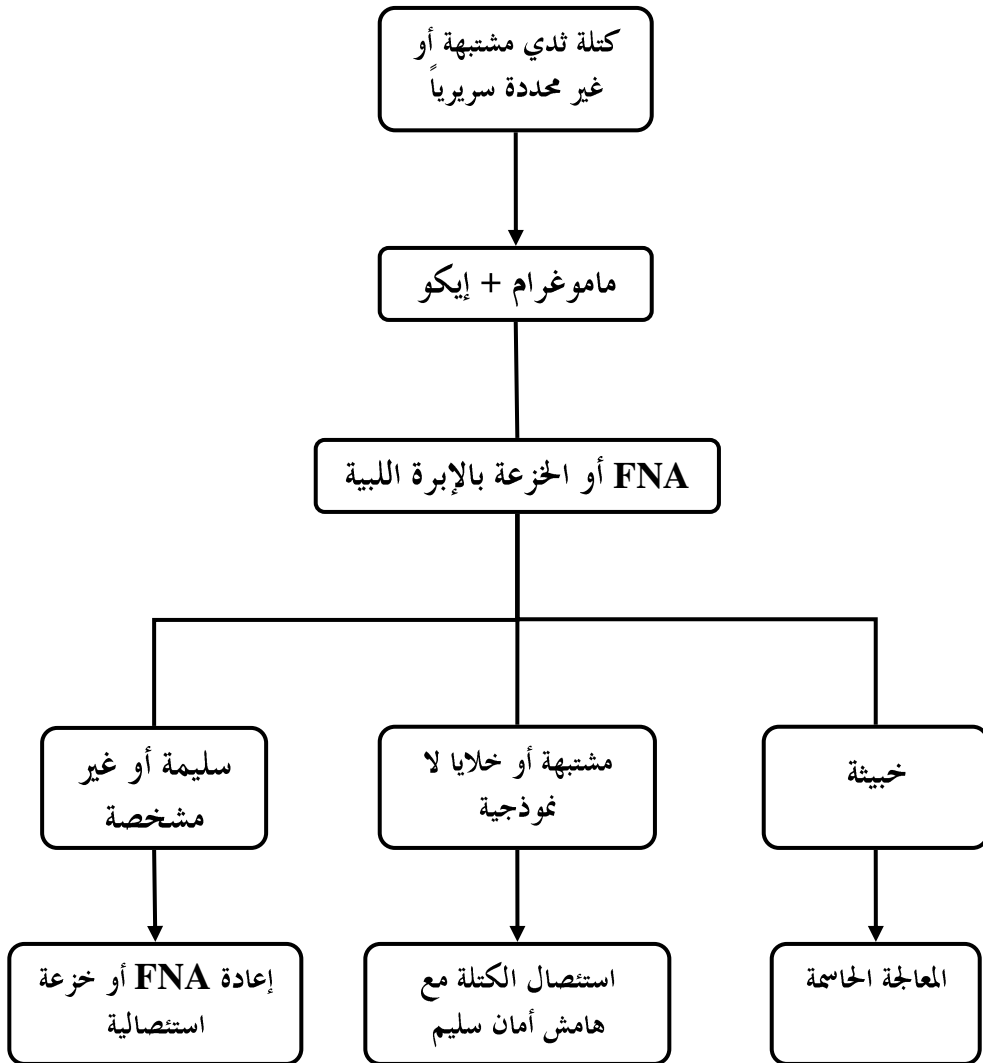 كتلة ثدي مشتبهة أو
غير محددة سريرياً
ماموغرام + إيكو
FNA أو الخزعة بالإبرة اللبية
خبيثة
مشتبهة أو خلايا لا
نموذجية
سليمة أو غير
مشخصة
المعالجة الحاسمة
استئصال الكتلة مع
هامش أمان سليم
إعادة FNA أو خزعة
استئصالية